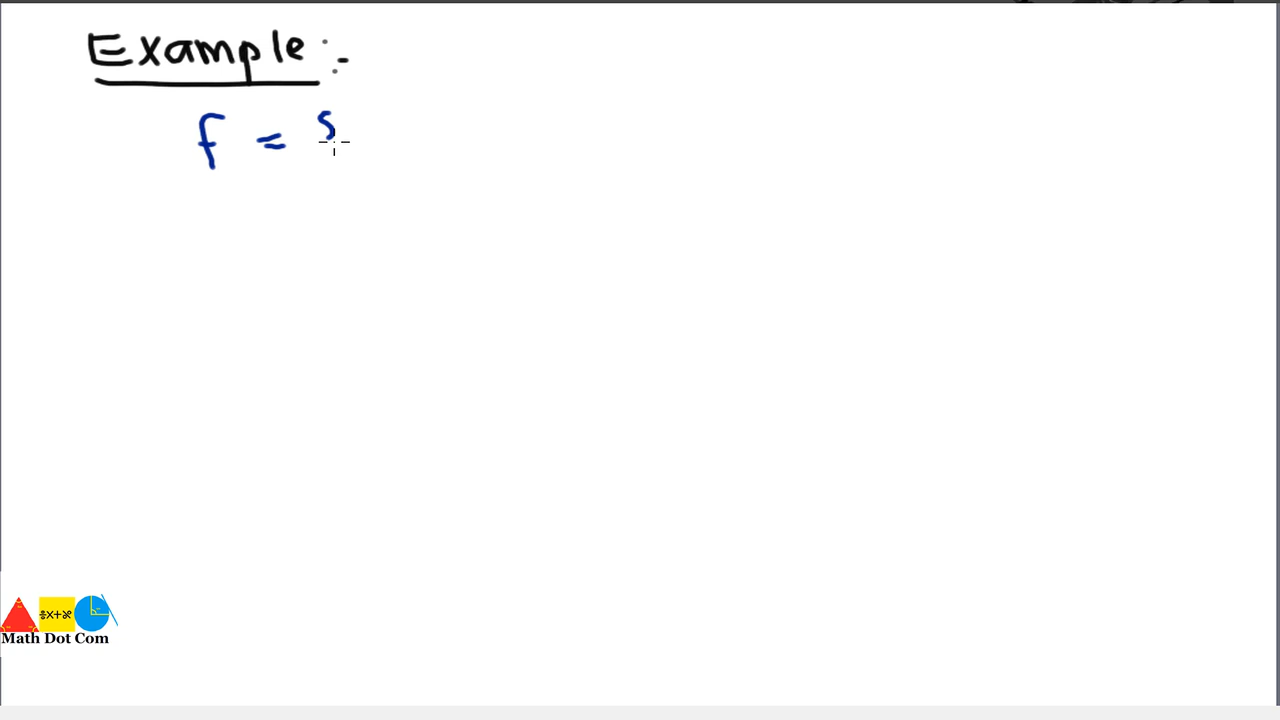 Example :-
f = s
Math Dot Com